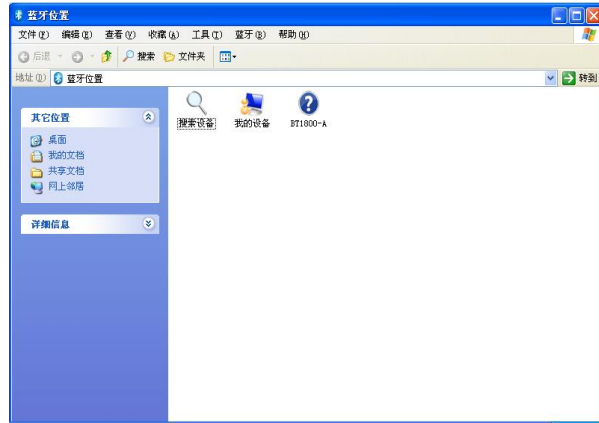 蓝牙位置
文件(F) 编辑(E) 查看(V) 收藏(A) 工具(T) 蓝牙(B) 帮助(H)
后退 搜索 文件夹
地址(D) 蓝牙位置 转到
其它位置
桌面
我的文档
共享文档
网上邻居
详细信息
搜索设备 我的设备 BT1800-A